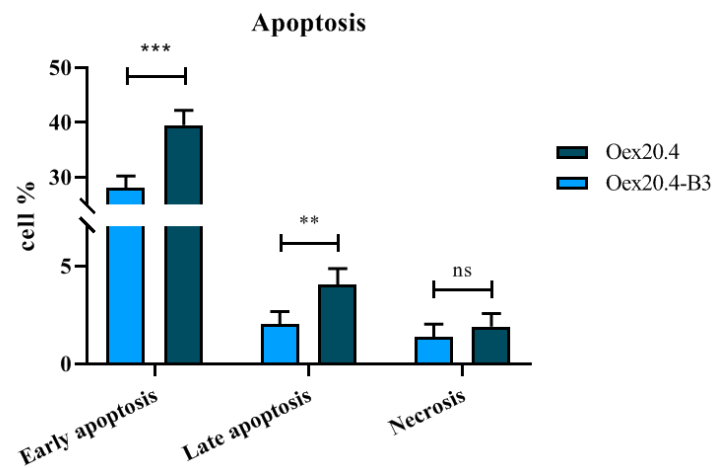 Apoptosis
***
50
40
30
5
0
cell %
**
ns
Early apoptosis
Late apoptosis
Necrosis
Oex20.4
Oex20.4-B3